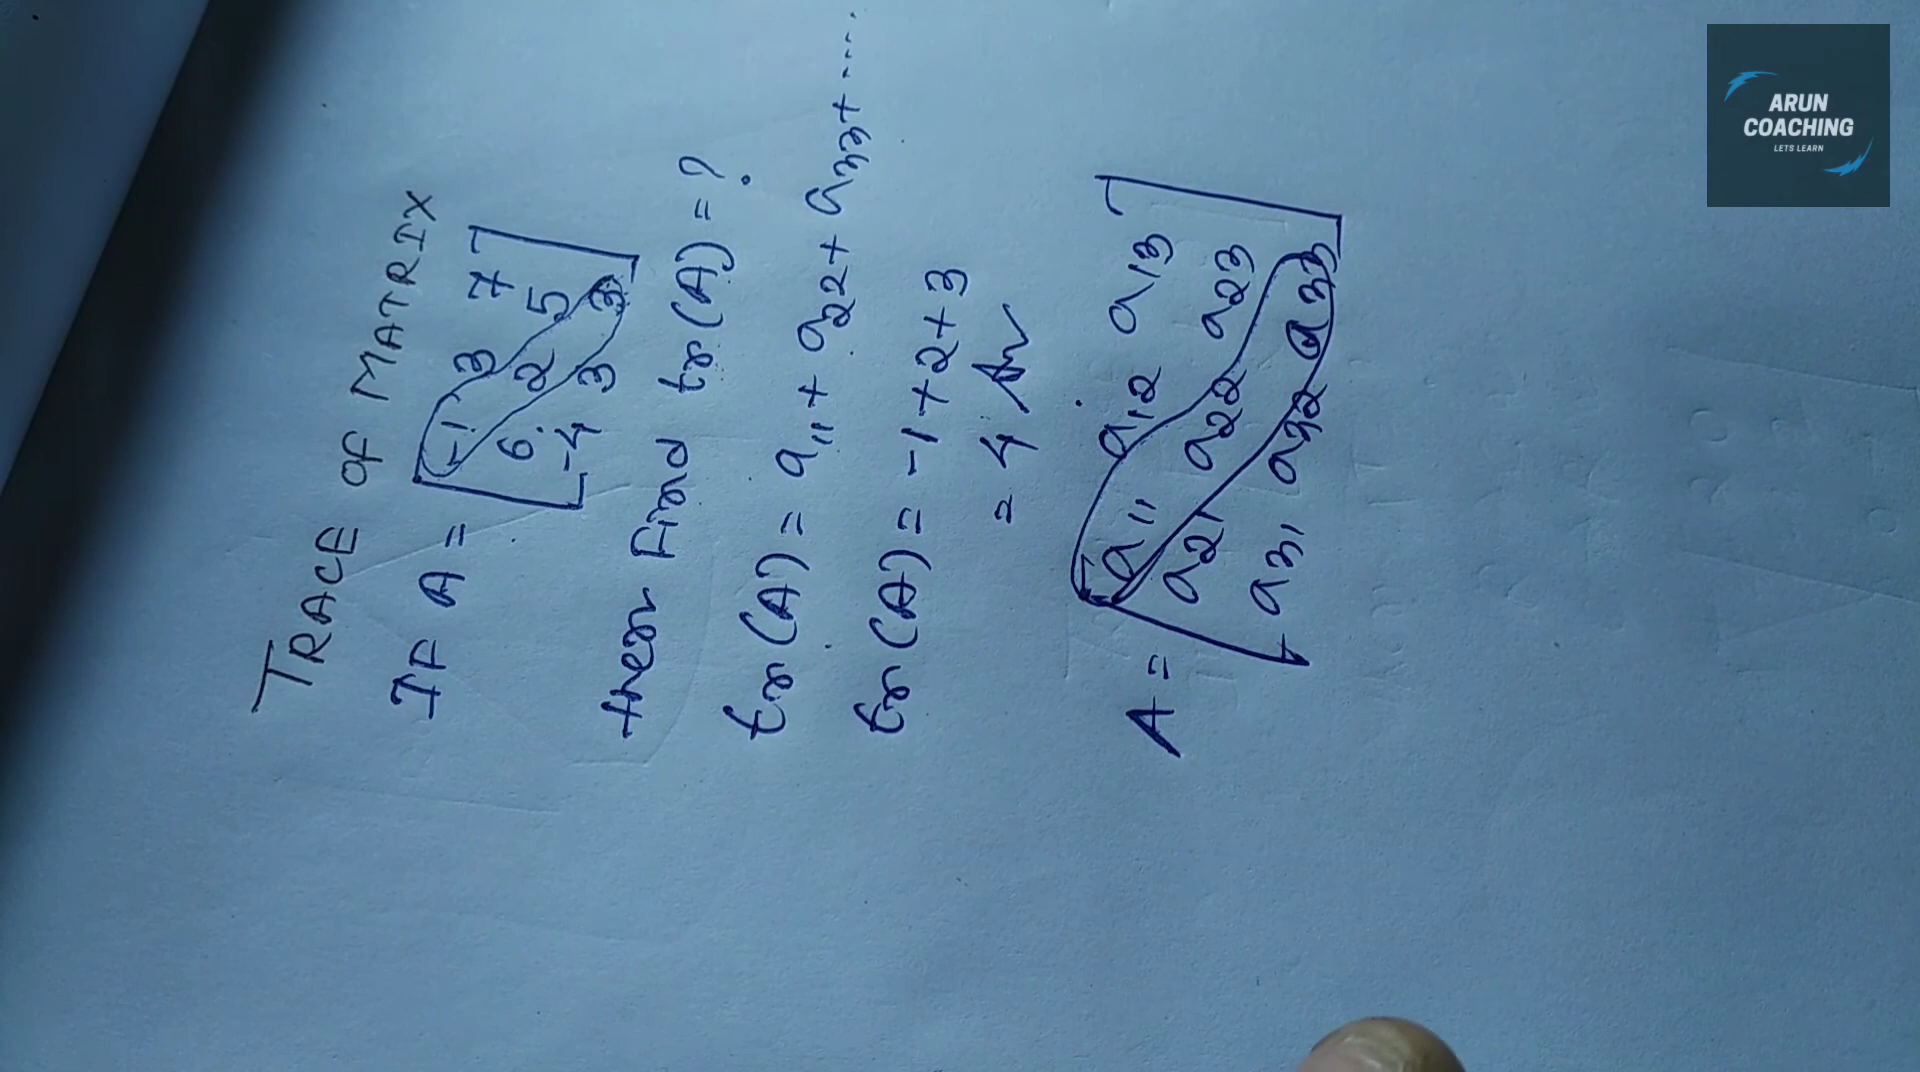 TRACE OF MATRIX
IF A = [-1 3 7
6 2 5
-4 3 3]
then Find tr(A) = ?
tr(A) = a11 + a22 + a33 + ....
tr(A) = -1+2+3
= 4 Ans
A = [a11 a12 a13
a21 a22 a23
a31 a32 a33]
ARUN
COACHING
LETS LEARN